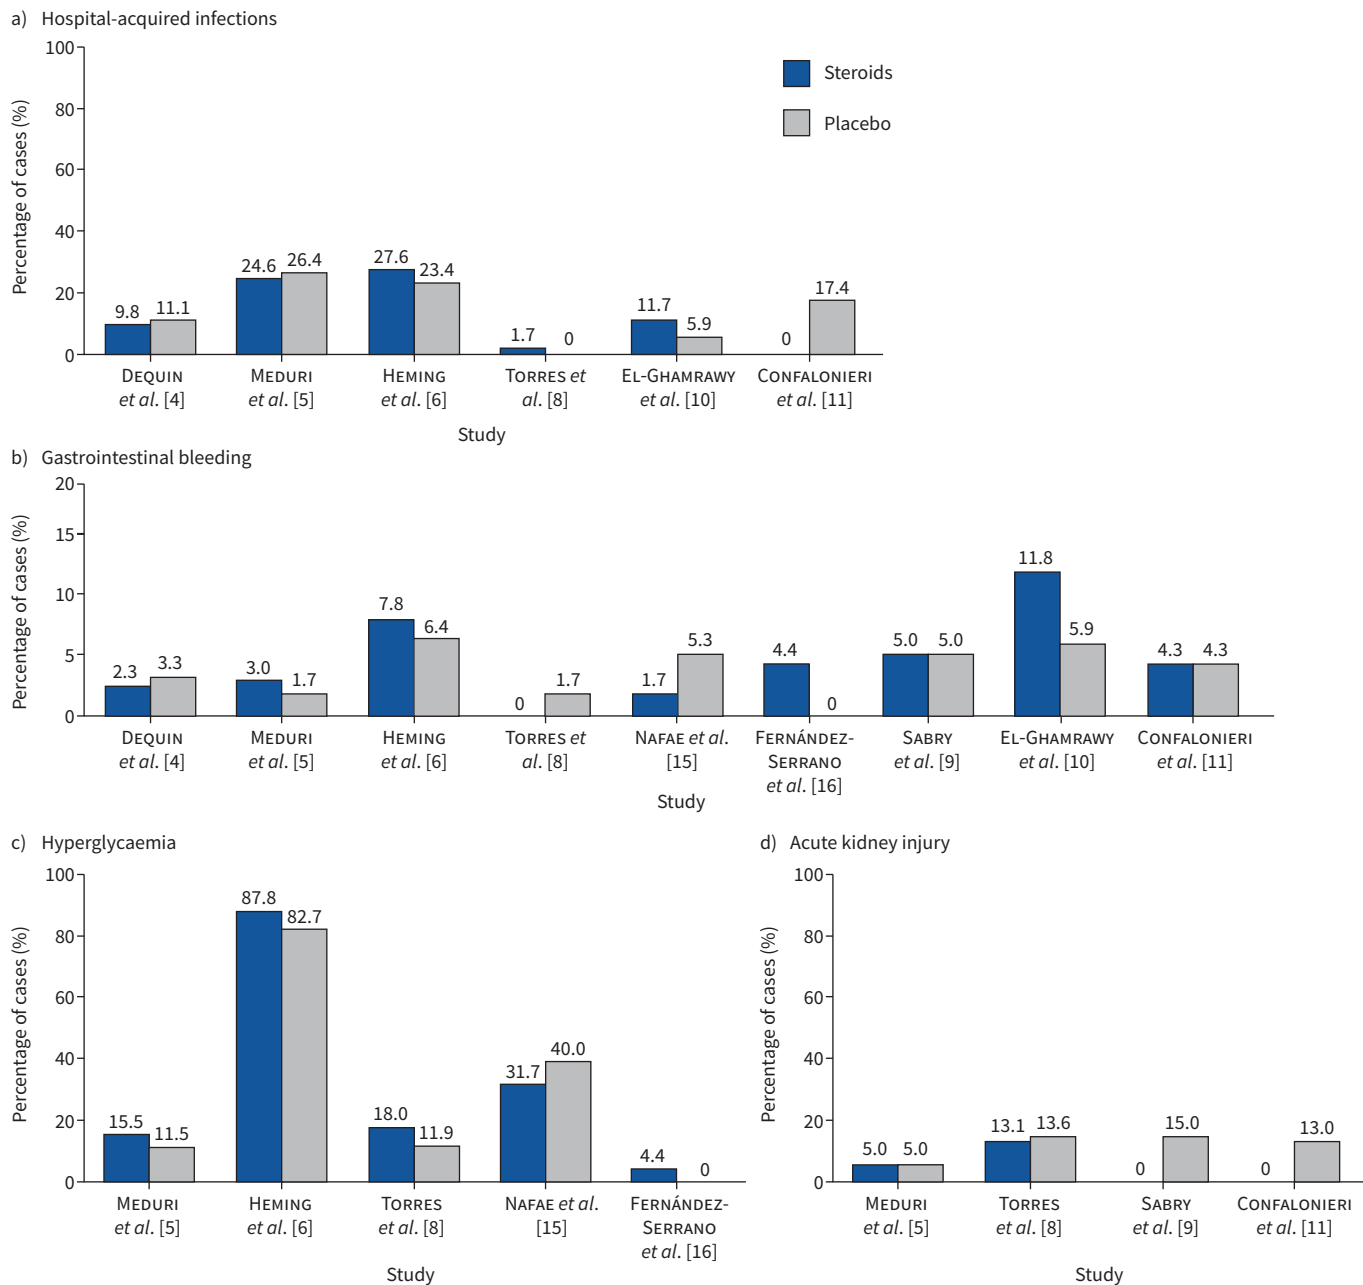 a) Hospital-acquired infections
Percentage of cases (%)
100
80
60
40
20
0
Steroids
Placebo
9.8 11.1
24.6 26.4
27.6 23.4
1.7 0
11.7 5.9
0 17.4
DEQUIN et al. [4]
MEDURI et al. [5]
HEMING et al. [6]
TORRES et al. [8]
EL-GHAMRAWY et al. [10]
CONFALONIERI et al. [11]
Study
b) Gastrointestinal bleeding
Percentage of cases (%)
20
15
10
5
0
2.3 3.3
3.0 1.7
7.8 6.4
0 1.7
1.7 5.3
4.4 0
5.0 5.0
11.8 5.9
4.3 4.3
DEQUIN et al. [4]
MEDURI et al. [5]
HEMING et al. [6]
TORRES et al. [8]
NAFAE et al. [15]
FERNÁNDEZ-SERRANO et al. [16]
SABRY et al. [9]
EL-GHAMRAWY et al. [10]
CONFALONIERI et al. [11]
Study
c) Hyperglycaemia
Percentage of cases (%)
100
80
60
40
20
0
15.5 11.5
87.8 82.7
18.0 11.9
31.7 40.0
4.4 0
MEDURI et al. [5]
HEMING et al. [6]
TORRES et al. [8]
NAFAE et al. [15]
FERNÁNDEZ-SERRANO et al. [16]
Study
d) Acute kidney injury
Percentage of cases (%)
100
80
60
40
20
0
5.0 5.0
13.1 13.6
0 15.0
0 13.0
MEDURI et al. [5]
TORRES et al. [8]
SABRY et al. [9]
CONFALONIERI et al. [11]
Study